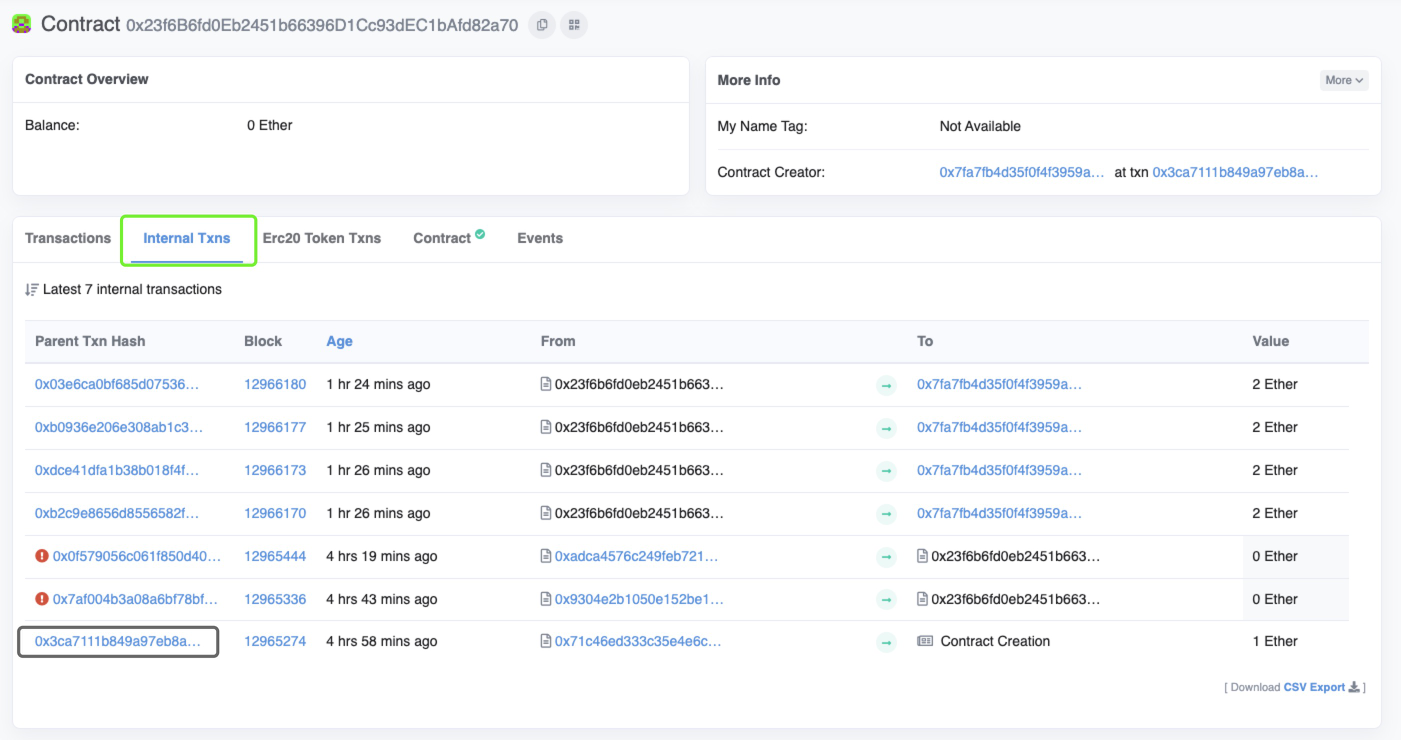 Contract 0x23f6B6fd0Eb2451b66396D1Cc93dEC1bAfd82a70
Contract Overview
Balance: 0 Ether
More Info More
My Name Tag: Not Available
Contract Creator: 0x7fa7fb4d35f0f4f3959a... at txn 0x3ca7111b849a97eb8a...
Transactions Internal Txns Erc20 Token Txns Contract Events
Latest 7 internal transactions
Parent Txn Hash Block Age From To Value
0x03e6ca0bf685d07536... 12966180 1 hr 24 mins ago 0x23f6b6fd0eb2451b663... 0x7fa7fb4d35f0f4f3959a... 2 Ether
0xb0936e206e308ab1c3... 12966177 1 hr 25 mins ago 0x23f6b6fd0eb2451b663... 0x7fa7fb4d35f0f4f3959a... 2 Ether
0xdce41dfa1b38b018f4f... 12966173 1 hr 26 mins ago 0x23f6b6fd0eb2451b663... 0x7fa7fb4d35f0f4f3959a... 2 Ether
0xb2c9e8656d8556582f... 12966170 1 hr 26 mins ago 0x23f6b6fd0eb2451b663... 0x7fa7fb4d35f0f4f3959a... 2 Ether
0x0f579056c061f850d40... 12965444 4 hrs 19 mins ago 0xadca4576c249feb721... 0x23f6b6fd0eb2451b663... 0 Ether
0x7af004b3a08a6bf78bf... 12965336 4 hrs 43 mins ago 0x9304e2b1050e152be1... 0x23f6b6fd0eb2451b663... 0 Ether
0x3ca7111b849a97eb8a... 12965274 4 hrs 58 mins ago 0x71c46ed333c35e4e6c... Contract Creation 1 Ether
[ Download CSV Export ]